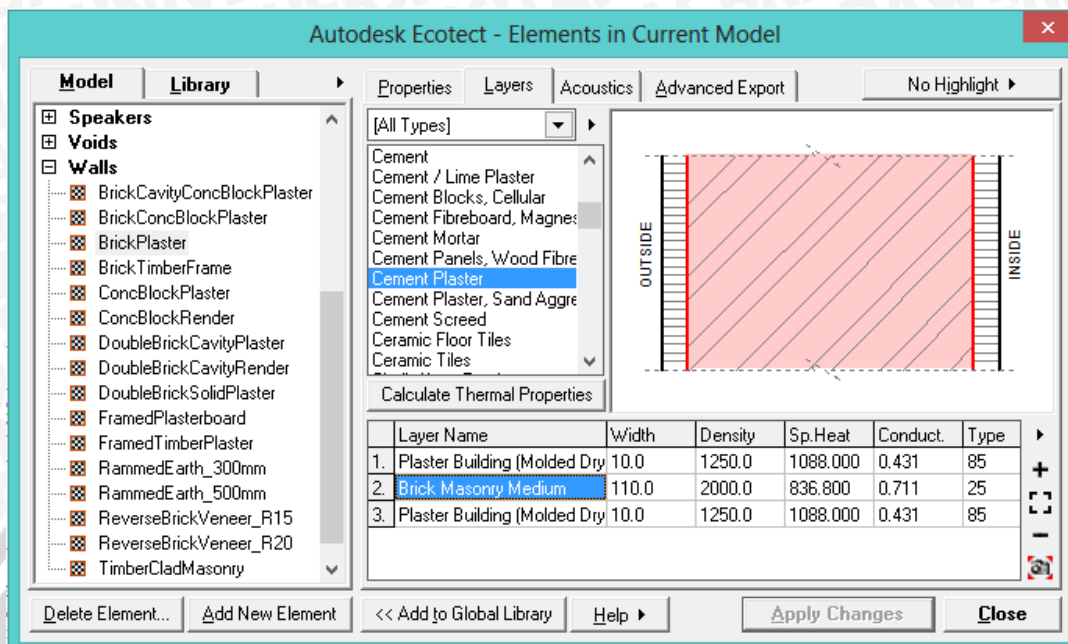 Autodesk Ecotect - Elements in Current Model
Model Library
Speakers
Voids
Walls
BrickCavityConcBlockPlaster
BrickConcBlockPlaster
BrickPlaster
BrickTimberFrame
ConcBlockPlaster
ConcBlockRender
DoubleBrickCavityPlaster
DoubleBrickCavityRender
DoubleBrickSolidPlaster
FramedPlasterboard
FramedTimberPlaster
RammedEarth_300mm
RammedEarth_500mm
ReverseBrickVeneer_R15
ReverseBrickVeneer_R20
TimberCladMasonry
Delete Element... Add New Element
Properties Layers Acoustics Advanced Export No Highlight
[All Types]
Cement
Cement / Lime Plaster
Cement Blocks, Cellular
Cement Fibreboard, Magnes
Cement Mortar
Cement Panels, Wood Fibre
Cement Plaster
Cement Plaster, Sand Aggre
Cement Screed
Ceramic Floor Tiles
Ceramic Tiles
Calculate Thermal Properties
OUTSIDE
INSIDE
Layer Name Width Density Sp.Heat Conduct. Type
1. Plaster Building (Molded Dry 10.0 1250.0 1088.000 0.431 85
2. Brick Masonry Medium 110.0 2000.0 836.800 0.711 25
3. Plaster Building (Molded Dry 10.0 1250.0 1088.000 0.431 85
<< Add to Global Library Help Apply Changes Close